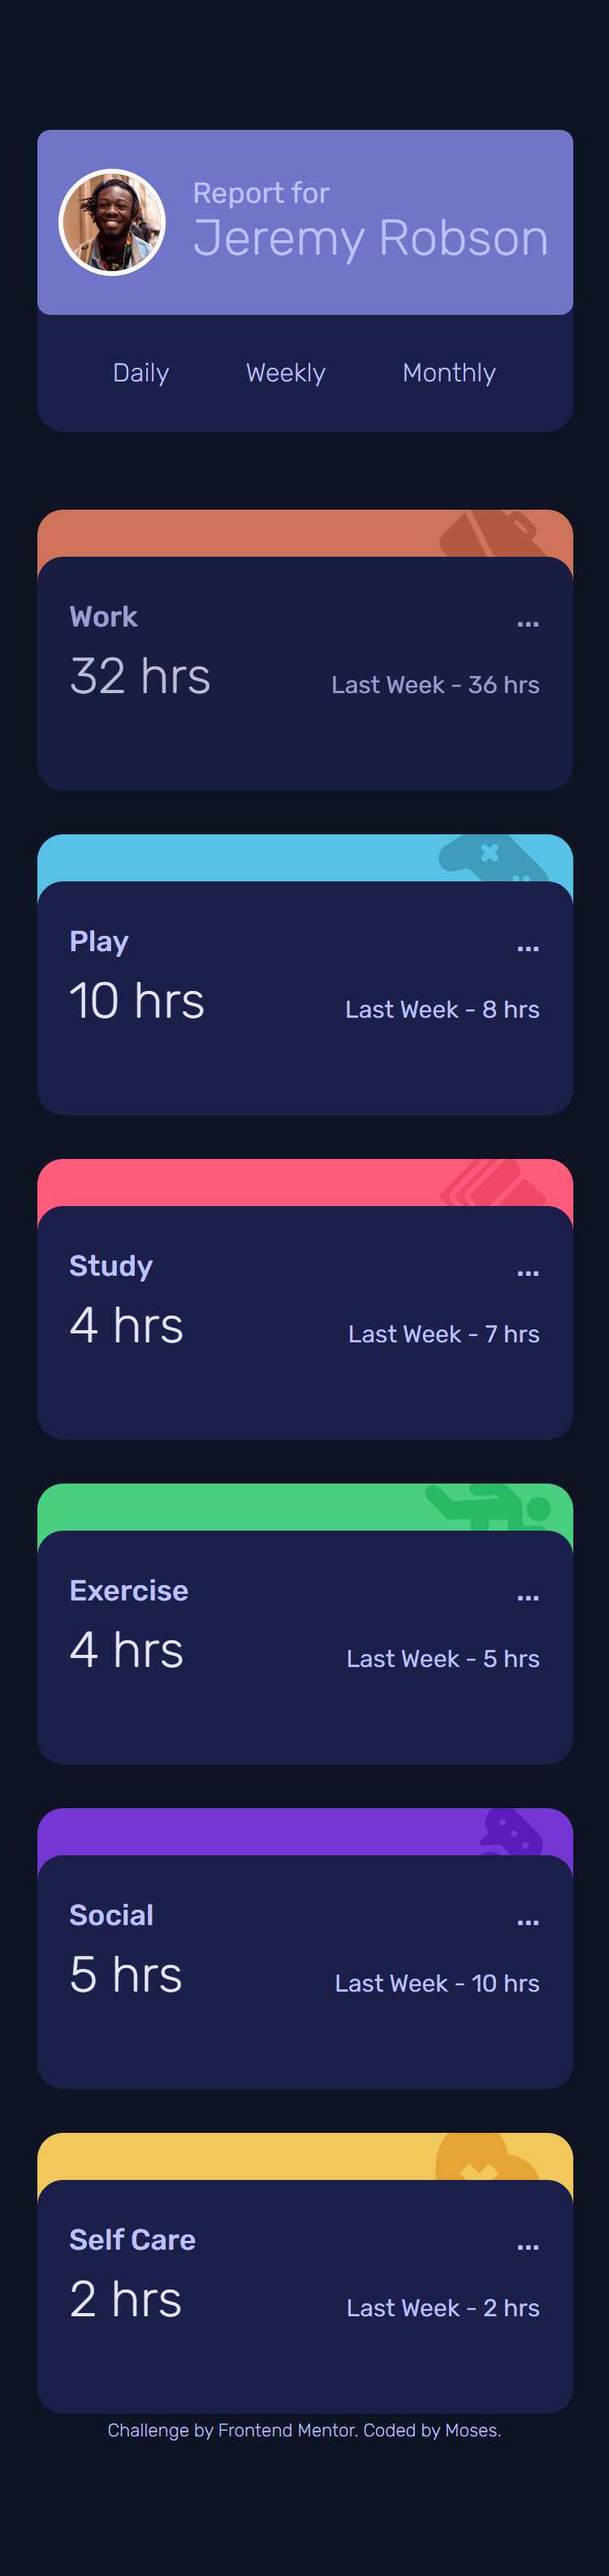 Report for
Jeremy Robson
Daily Weekly Monthly
Work ...
32 hrs Last Week - 36 hrs
Play ...
10 hrs Last Week - 8 hrs
Study ...
4 hrs Last Week - 7 hrs
Exercise ...
4 hrs Last Week - 5 hrs
Social ...
5 hrs Last Week - 10 hrs
Self Care ...
2 hrs Last Week - 2 hrs
Challenge by Frontend Mentor. Coded by Moses.